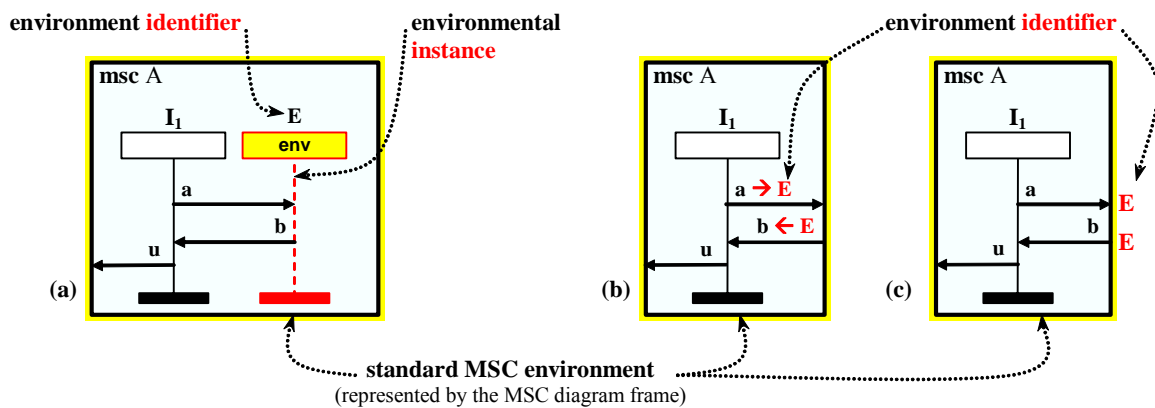 environment identifier
environmental
instance
environment identifier
msc A
I1
E
env
a
b
u
(a)
msc A
I1
a → E
b ← E
u
(b)
msc A
I1
a
E
b
E
u
(c)
standard MSC environment
(represented by the MSC diagram frame)